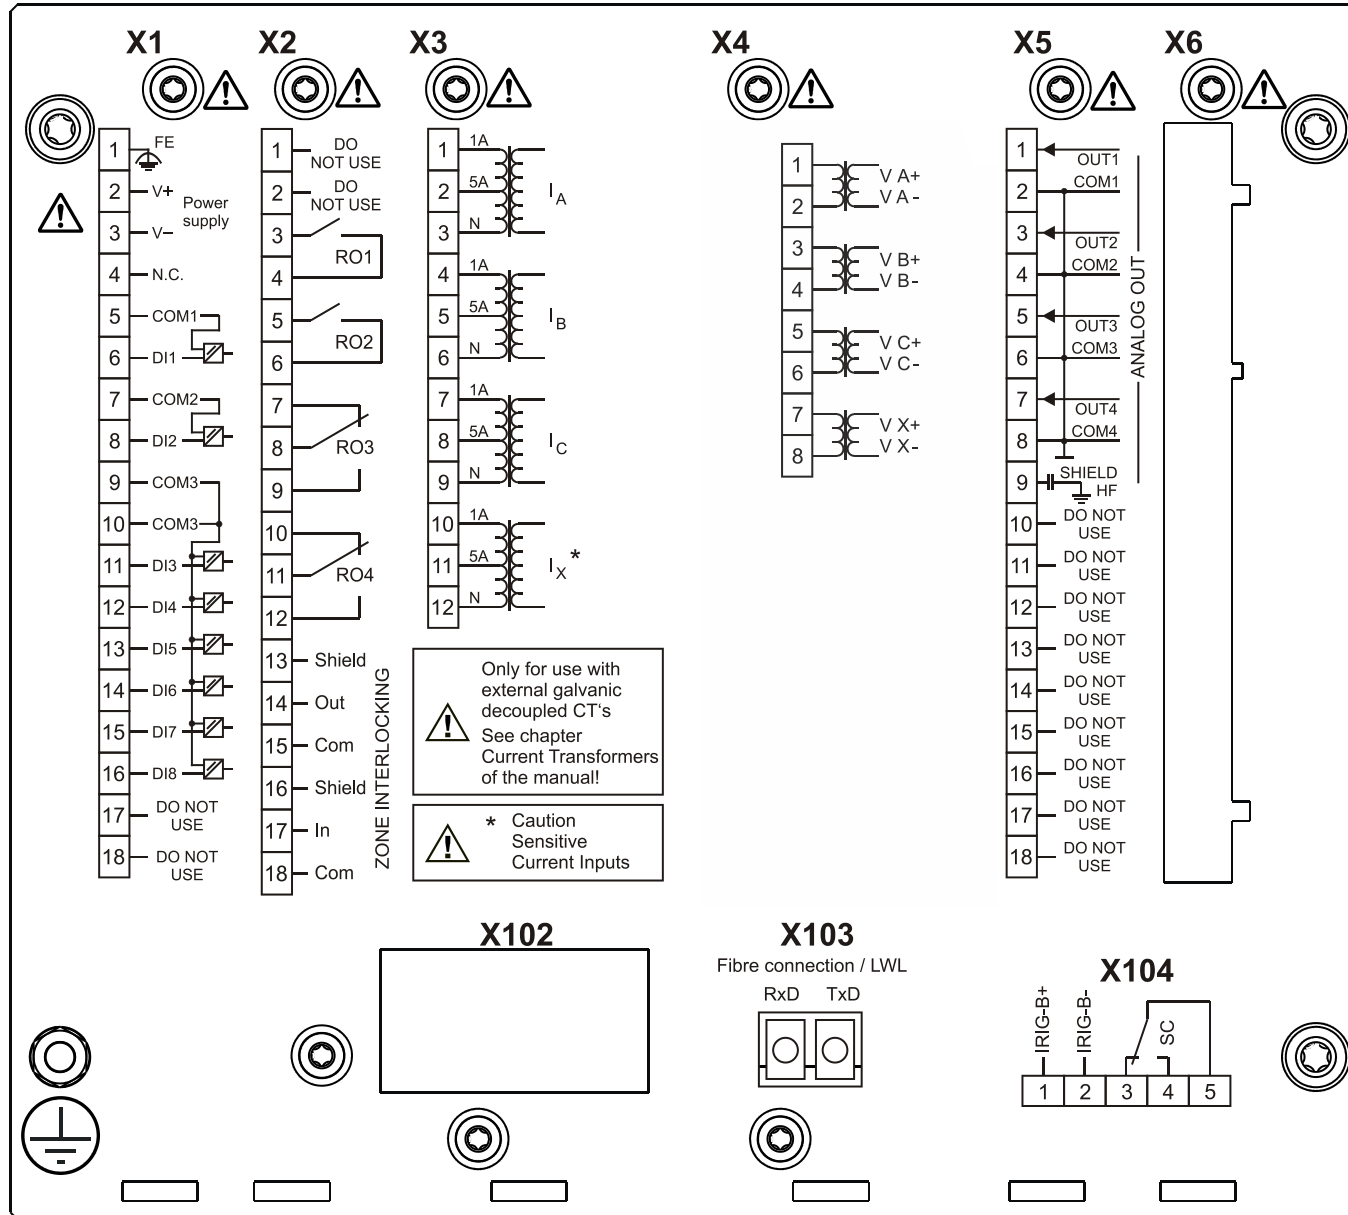 X1
X2
X3
X4
X5
X6
1
FE
2
V+
Power
supply
3
V–
4
N.C.
5
COM1
6
DI1
7
COM2
8
DI2
9
COM3
10
COM3
11
DI3
12
DI4
13
DI5
14
DI6
15
DI7
16
DI8
17
DO NOT
USE
18
DO NOT
USE
1
DO
NOT USE
2
DO
NOT USE
3
4
RO1
5
6
RO2
7
8
RO3
9
10
11
RO4
12
13
Shield
14
Out
15
Com
16
Shield
17
In
18
Com
ZONE INTERLOCKING
1
1A
2
5A
3
N
I A
4
1A
5
5A
6
N
I B
7
1A
8
5A
9
N
I C
10
1A
11
5A
12
N
I X *
Only for use with
external galvanic
decoupled CT's
See chapter
Current Transformers
of the manual!
* Caution
Sensitive
Current Inputs
1
V A+
2
V A-
3
V B+
4
V B-
5
V C+
6
V C-
7
V X+
8
V X-
1
OUT1
2
COM1
3
OUT2
4
COM2
5
OUT3
6
COM3
7
OUT4
8
COM4
ANALOG OUT
9
SHIELD
HF
10
DO NOT
USE
11
DO NOT
USE
12
DO NOT
USE
13
DO NOT
USE
14
DO NOT
USE
15
DO NOT
USE
16
DO NOT
USE
17
DO NOT
USE
18
DO NOT
USE
X102
X103
Fibre connection / LWL
RxD TxD
X104
IRIG-B+
IRIG-B-
SC
1 2 3 4 5